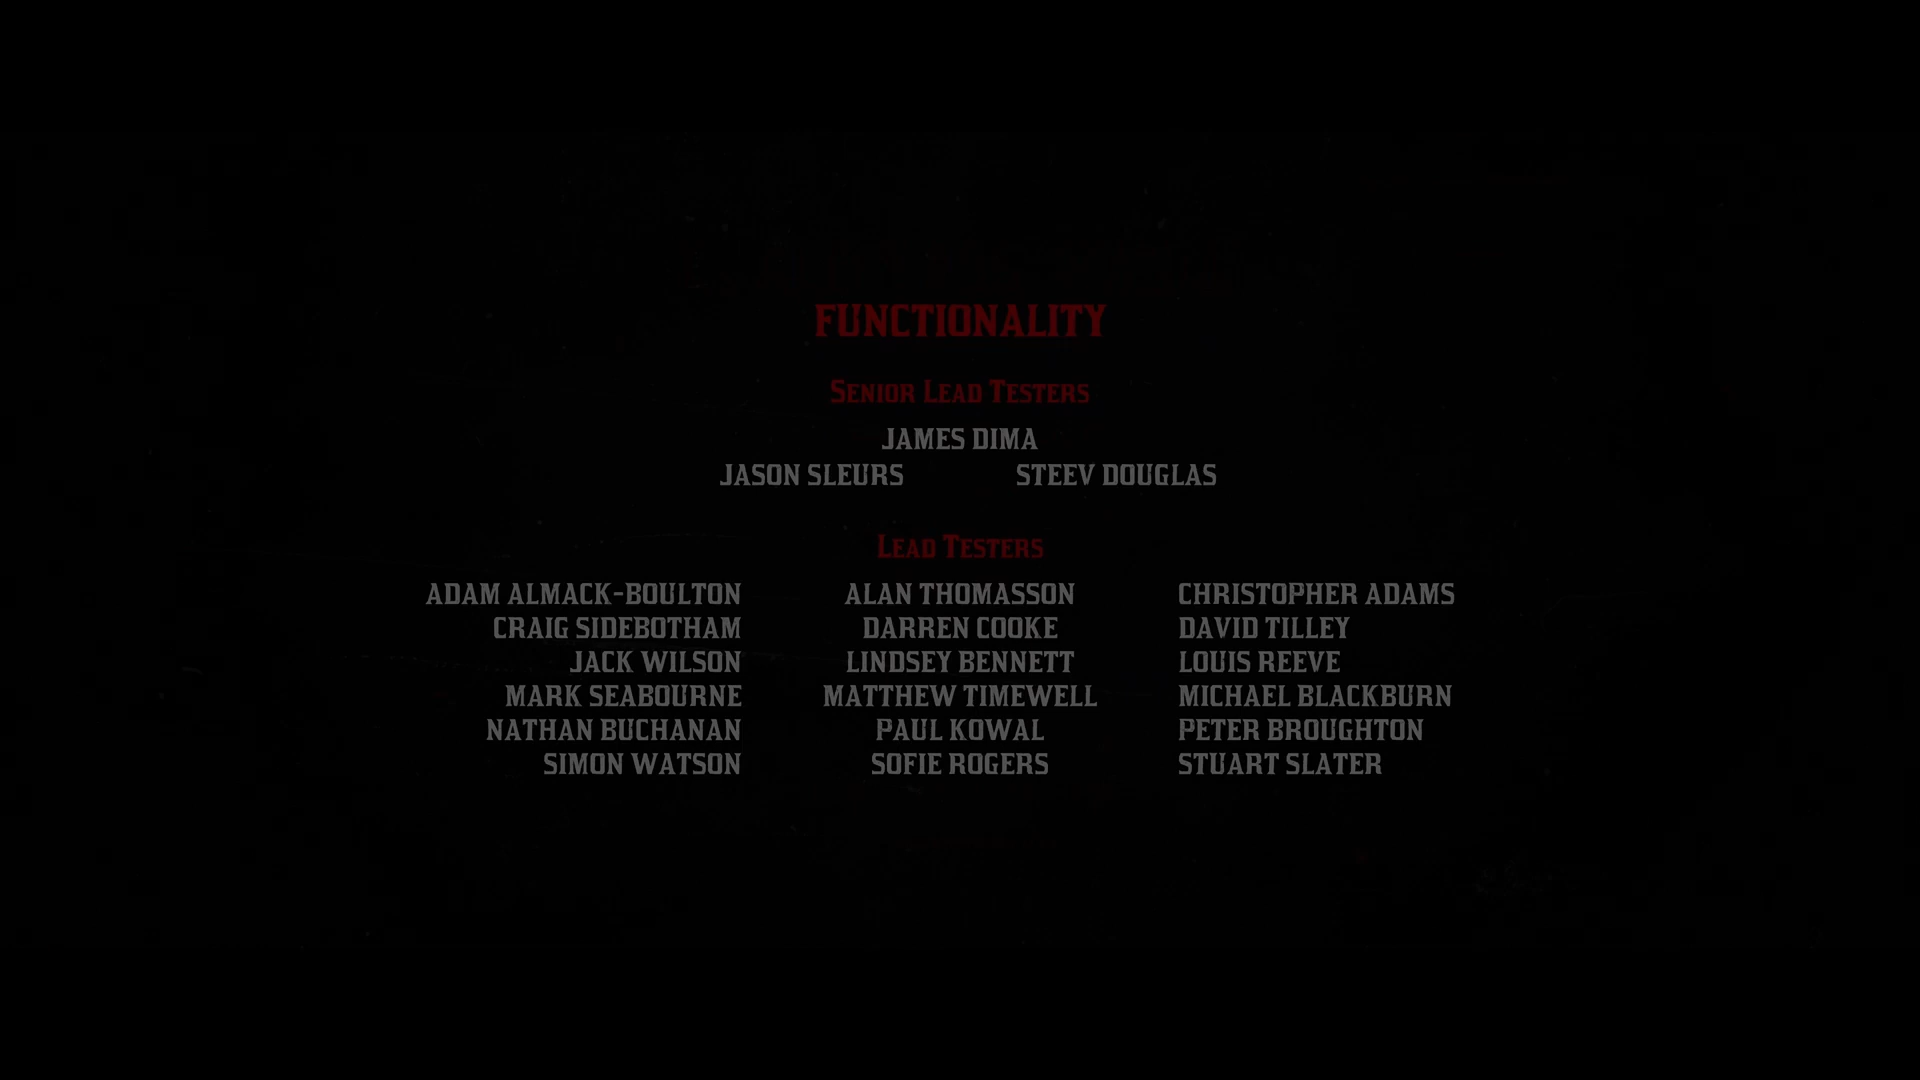 FUNCTIONALITY
SENIOR LEAD TESTERS
JAMES DIMA
JASON SLEURS STEEV DOUGLAS
LEAD TESTERS
ADAM ALMACK-BOULTON ALAN THOMASSON CHRISTOPHER ADAMS
CRAIG SIDEBOTHAM DARREN COOKE DAVID TILLEY
JACK WILSON LINDSEY BENNETT LOUIS REEVE
MARK SEABOURNE MATTHEW TIMEWELL MICHAEL BLACKBURN
NATHAN BUCHANAN PAUL KOWAL PETER BROUGHTON
SIMON WATSON SOFIE ROGERS STUART SLATER